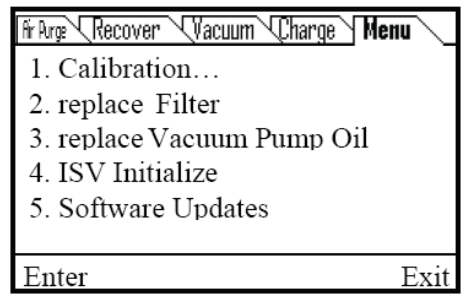 Air Purge Recover Vacuum Charge Menu
1. Calibration...
2. replace Filter
3. replace Vacuum Pump Oil
4. ISV Initialize
5. Software Updates
Enter Exit